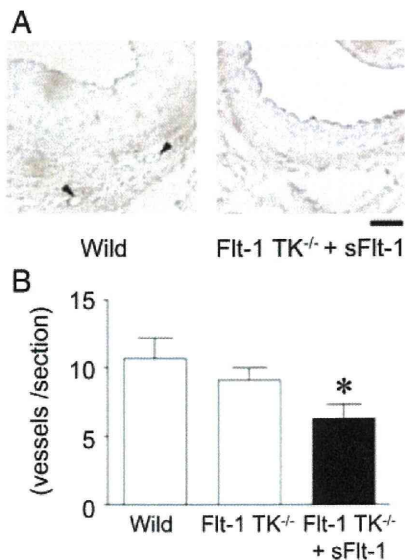 A
Wild
Flt-1 TK-/- + sFlt-1
B
(vessels /section)
15
10
5
0
*
Wild
Flt-1 TK-/-
Flt-1 TK-/-
+ sFlt-1